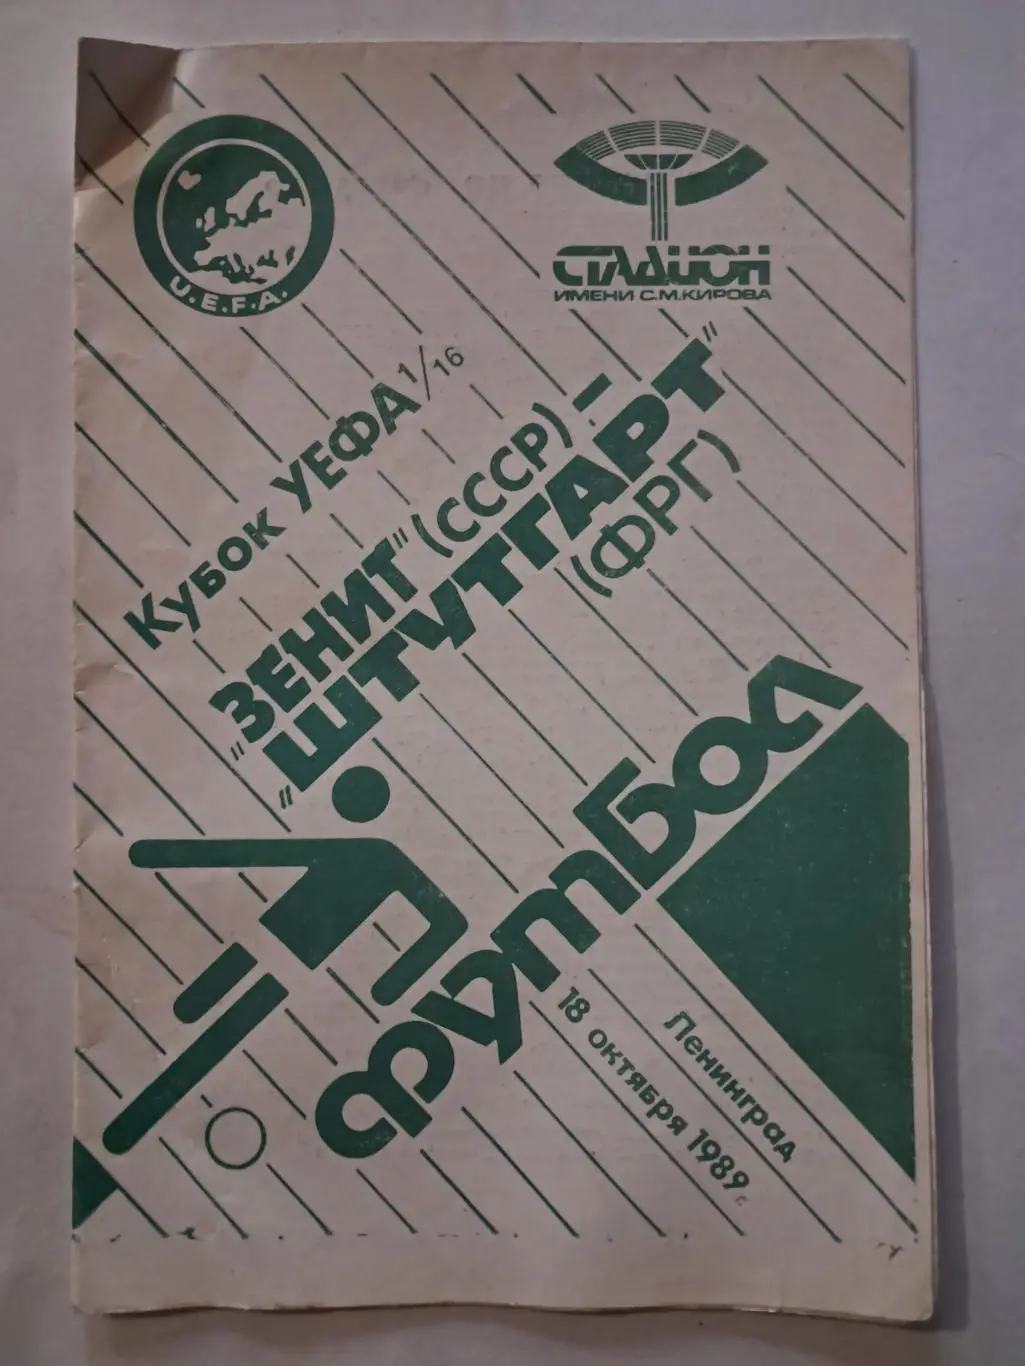 U.E.F.A.
СТАДИОН
ИМЕНИ С.М.КИРОВА
Кубок УЕФА 1/16
"ЗЕНИТ" (СССР) –
"ШТУТГАРТ"
(ФРГ)
футбол
18 октября 1989 г.
Ленинград